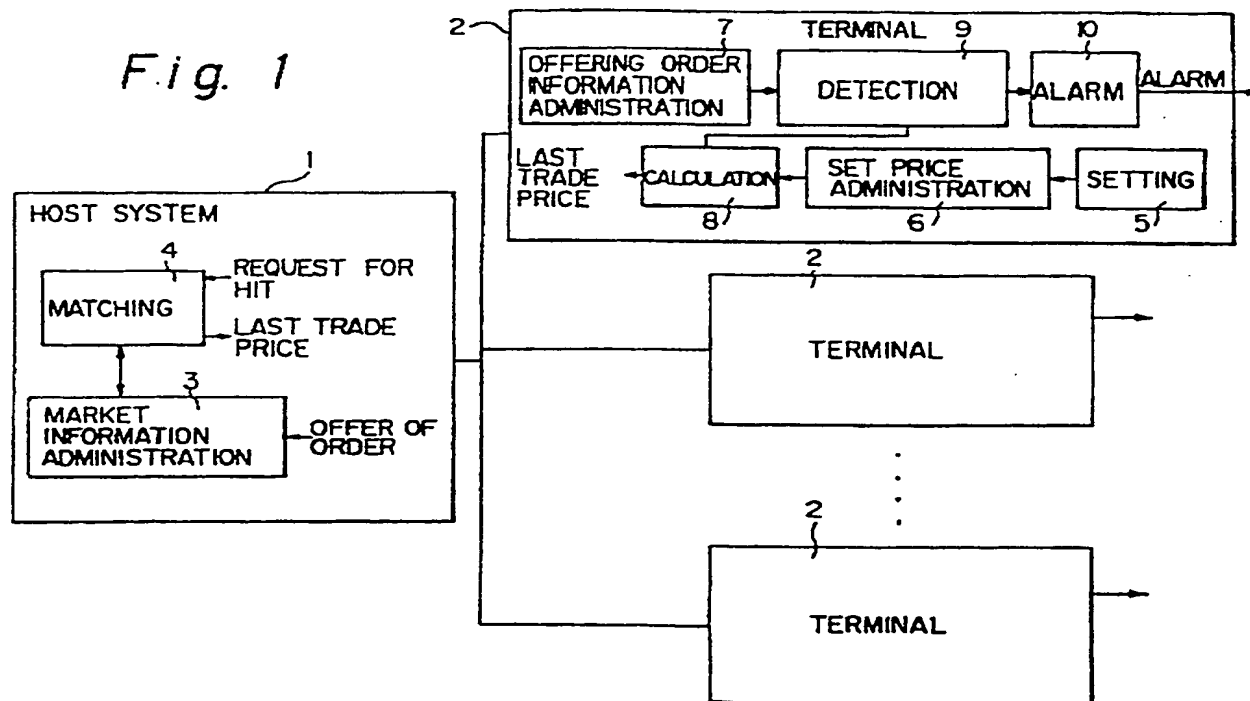 Fig. 1
2
TERMINAL
7
OFFERING ORDER
INFORMATION
ADMINISTRATION
9
DETECTION
10
ALARM
ALARM
LAST
TRADE
PRICE
CALCULATION
8
SET PRICE
ADMINISTRATION
6
SETTING
5
1
HOST SYSTEM
4
MATCHING
REQUEST FOR
HIT
LAST TRADE
PRICE
3
MARKET
INFORMATION
ADMINISTRATION
OFFER OF
ORDER
2
TERMINAL
2
TERMINAL